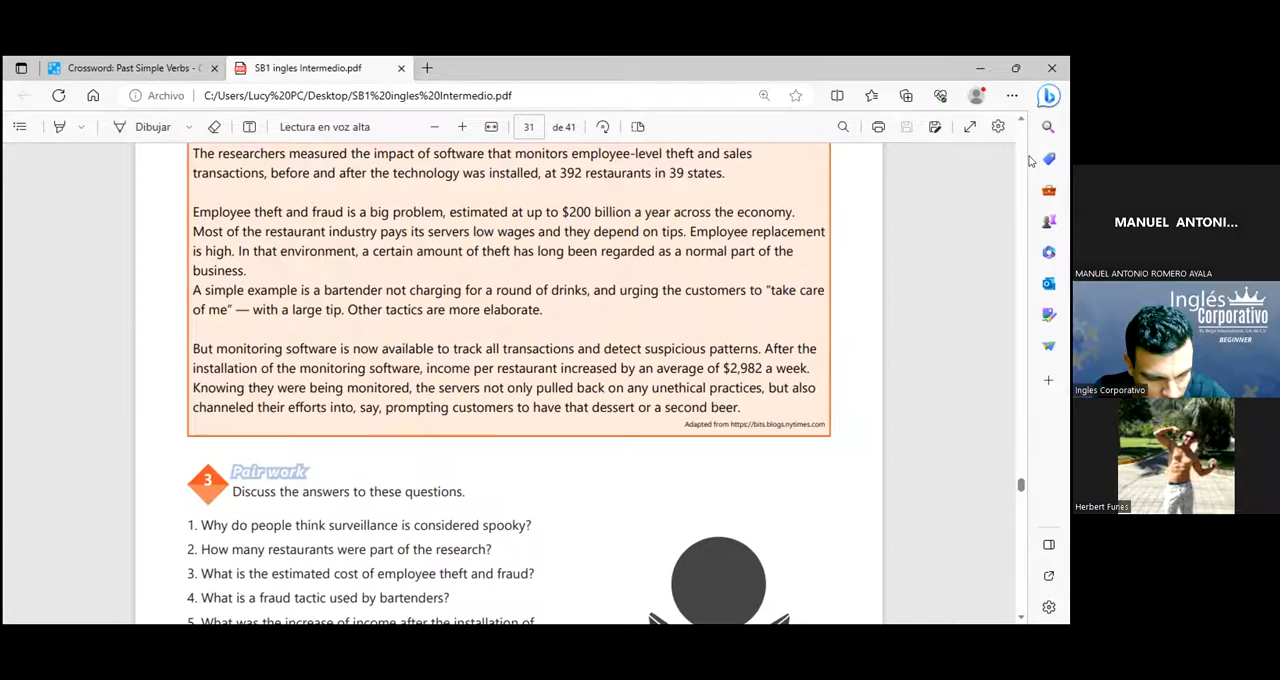 Crossword: Past Simple Verbs - C
SB1 ingles Intermedio.pdf
Archivo
C:/Users/Lucy%20PC/Desktop/SB1%20ingles%20Intermedio.pdf
Dibujar
Lectura en voz alta
31
de 41
The researchers measured the impact of software that monitors employee-level theft and sales
transactions, before and after the technology was installed, at 392 restaurants in 39 states.
Employee theft and fraud is a big problem, estimated at up to $200 billion a year across the economy.
Most of the restaurant industry pays its servers low wages and they depend on tips. Employee replacement
is high. In that environment, a certain amount of theft has long been regarded as a normal part of the
business.
A simple example is a bartender not charging for a round of drinks, and urging the customers to “take care
of me” — with a large tip. Other tactics are more elaborate.
But monitoring software is now available to track all transactions and detect suspicious patterns. After the
installation of the monitoring software, income per restaurant increased by an average of $2,982 a week.
Knowing they were being monitored, the servers not only pulled back on any unethical practices, but also
channeled their efforts into, say, prompting customers to have that dessert or a second beer.
Adapted from https://bits.blogs.nytimes.com
3
Pair work
Discuss the answers to these questions.
1. Why do people think surveillance is considered spooky?
2. How many restaurants were part of the research?
3. What is the estimated cost of employee theft and fraud?
4. What is a fraud tactic used by bartenders?
5. What was the increase of income after the installation of
MANUEL ANTONI...
MANUEL ANTONIO ROMERO AYALA
Inglés
Corporativo
BEGINNER
Ingles Corporativo
Herbert Funes